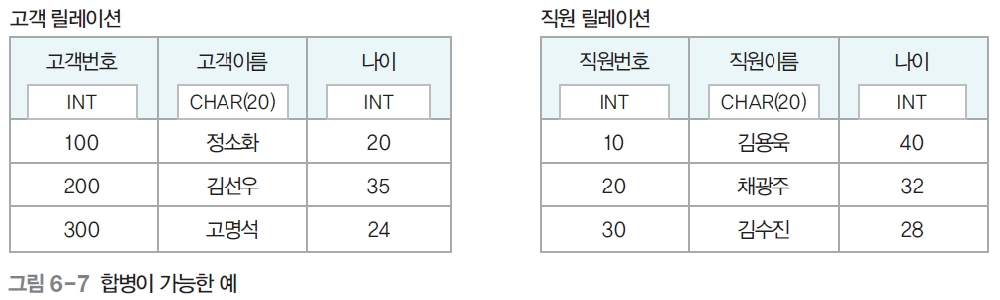 고객 릴레이션
고객번호 고객이름 나이
INT CHAR(20) INT
100 정소화 20
200 김선우 35
300 고명석 24
직원 릴레이션
직원번호 직원이름 나이
INT CHAR(20) INT
10 김용욱 40
20 채광주 32
30 김수진 28
그림 6-7 합병이 가능한 예